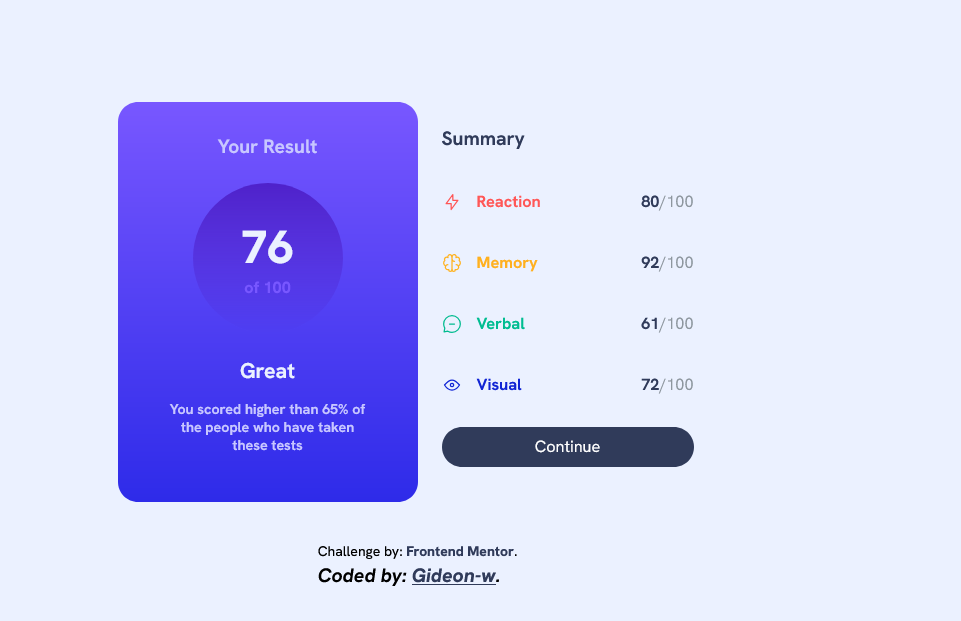 Your Result
76
of 100
Great
You scored higher than 65% of
the people who have taken
these tests
Summary
Reaction 80/100
Memory 92/100
Verbal 61/100
Visual 72/100
Continue
Challenge by: Frontend Mentor.
Coded by: Gideon-w.